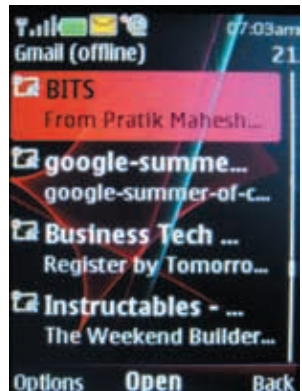 07:03am
Gmail (offline) 21
BITS
From Pratik Mahesh...
google-summe...
google-summer-of-c...
Business Tech ...
Register by Tomorro...
Instructables - ...
The Weekend Builder...
Options Open Back